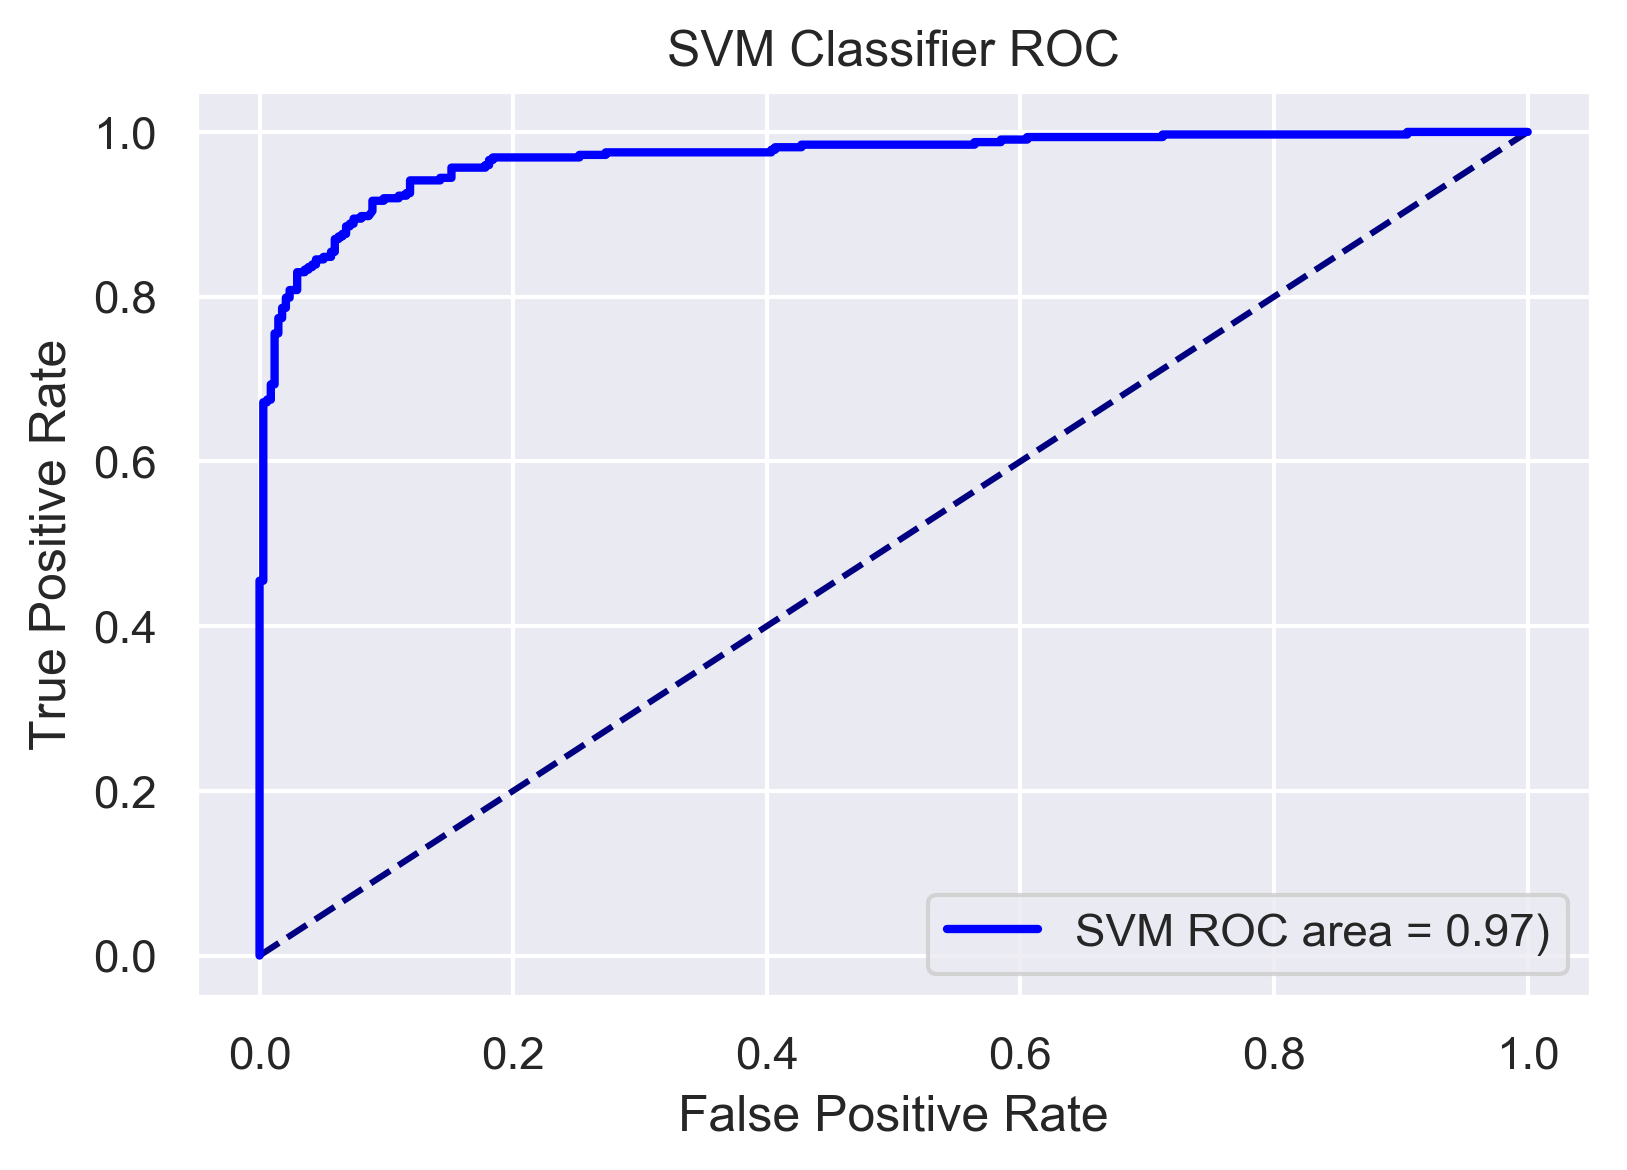 SVM Classifier ROC
True Positive Rate
1.0
0.8
0.6
0.4
0.2
0.0
SVM ROC area = 0.97)
0.0 0.2 0.4 0.6 0.8 1.0
False Positive Rate